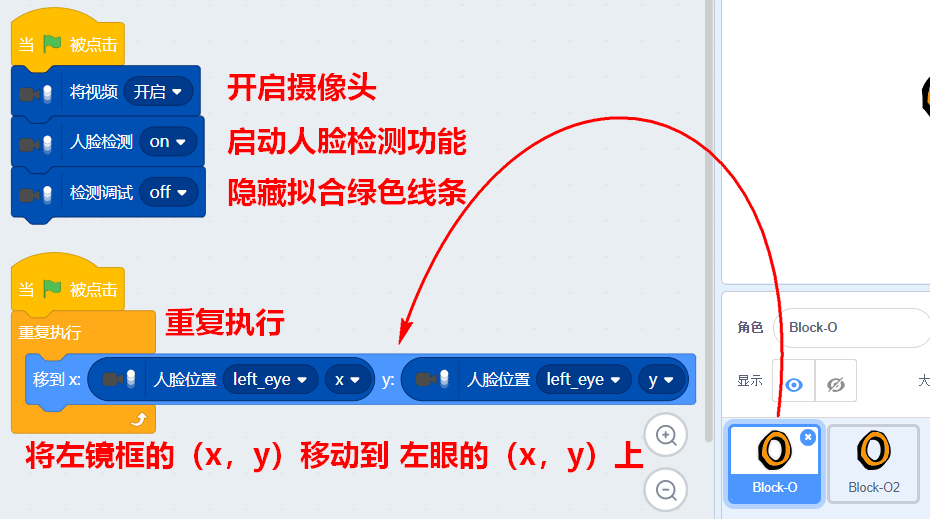 当 被点击
将视频 开启
开启摄像头
人脸检测 on
启动人脸检测功能
检测调试 off
隐藏拟合绿色线条
当 被点击
重复执行
重复执行
移到 x: 人脸位置 left_eye x y: 人脸位置 left_eye y
将左镜框的（x，y）移动到 左眼的（x，y）上
角色 Block-O
显示 大
Block-O
Block-O2